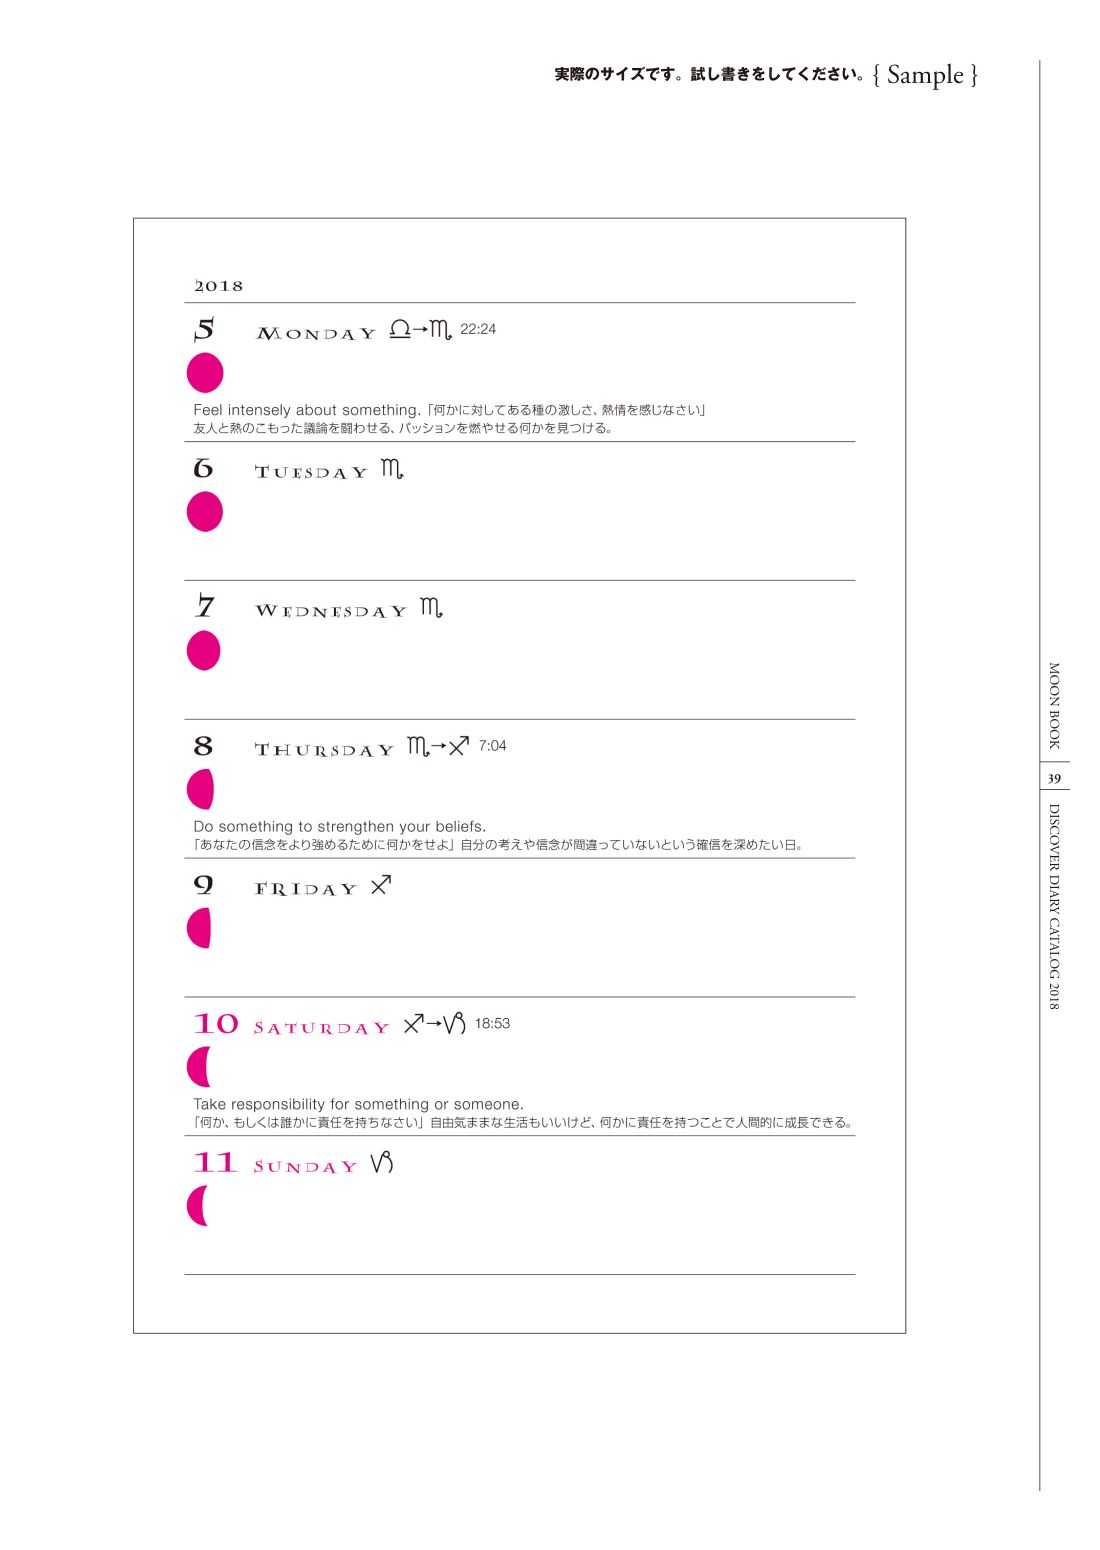 実際のサイズです。試し書きをしてください。{ Sample }
2018
5 MONDAY ♎→♏ 22:24
Feel intensely about something.「何かに対してある種の激しさ、熱情を感じなさい」
友人と熱のこもった議論を闘わせる、パッションを燃やせる何かを見つける。
6 TUESDAY ♏
7 WEDNESDAY ♏
8 THURSDAY ♏→♐ 7:04
Do something to strengthen your beliefs.
「あなたの信念をより強めるために何かをせよ」自分の考えや信念が間違っていないという確信を深めたい日。
9 FRIDAY ♐
10 SATURDAY ♐→♑ 18:53
Take responsibility for something or someone.
「何か、もしくは誰かに責任を持ちなさい」自由気ままな生活もいいけど、何かに責任を持つことで人間的に成長できる。
11 SUNDAY ♑
MOON BOOK
39
DISCOVER DIARY CATALOG 2018